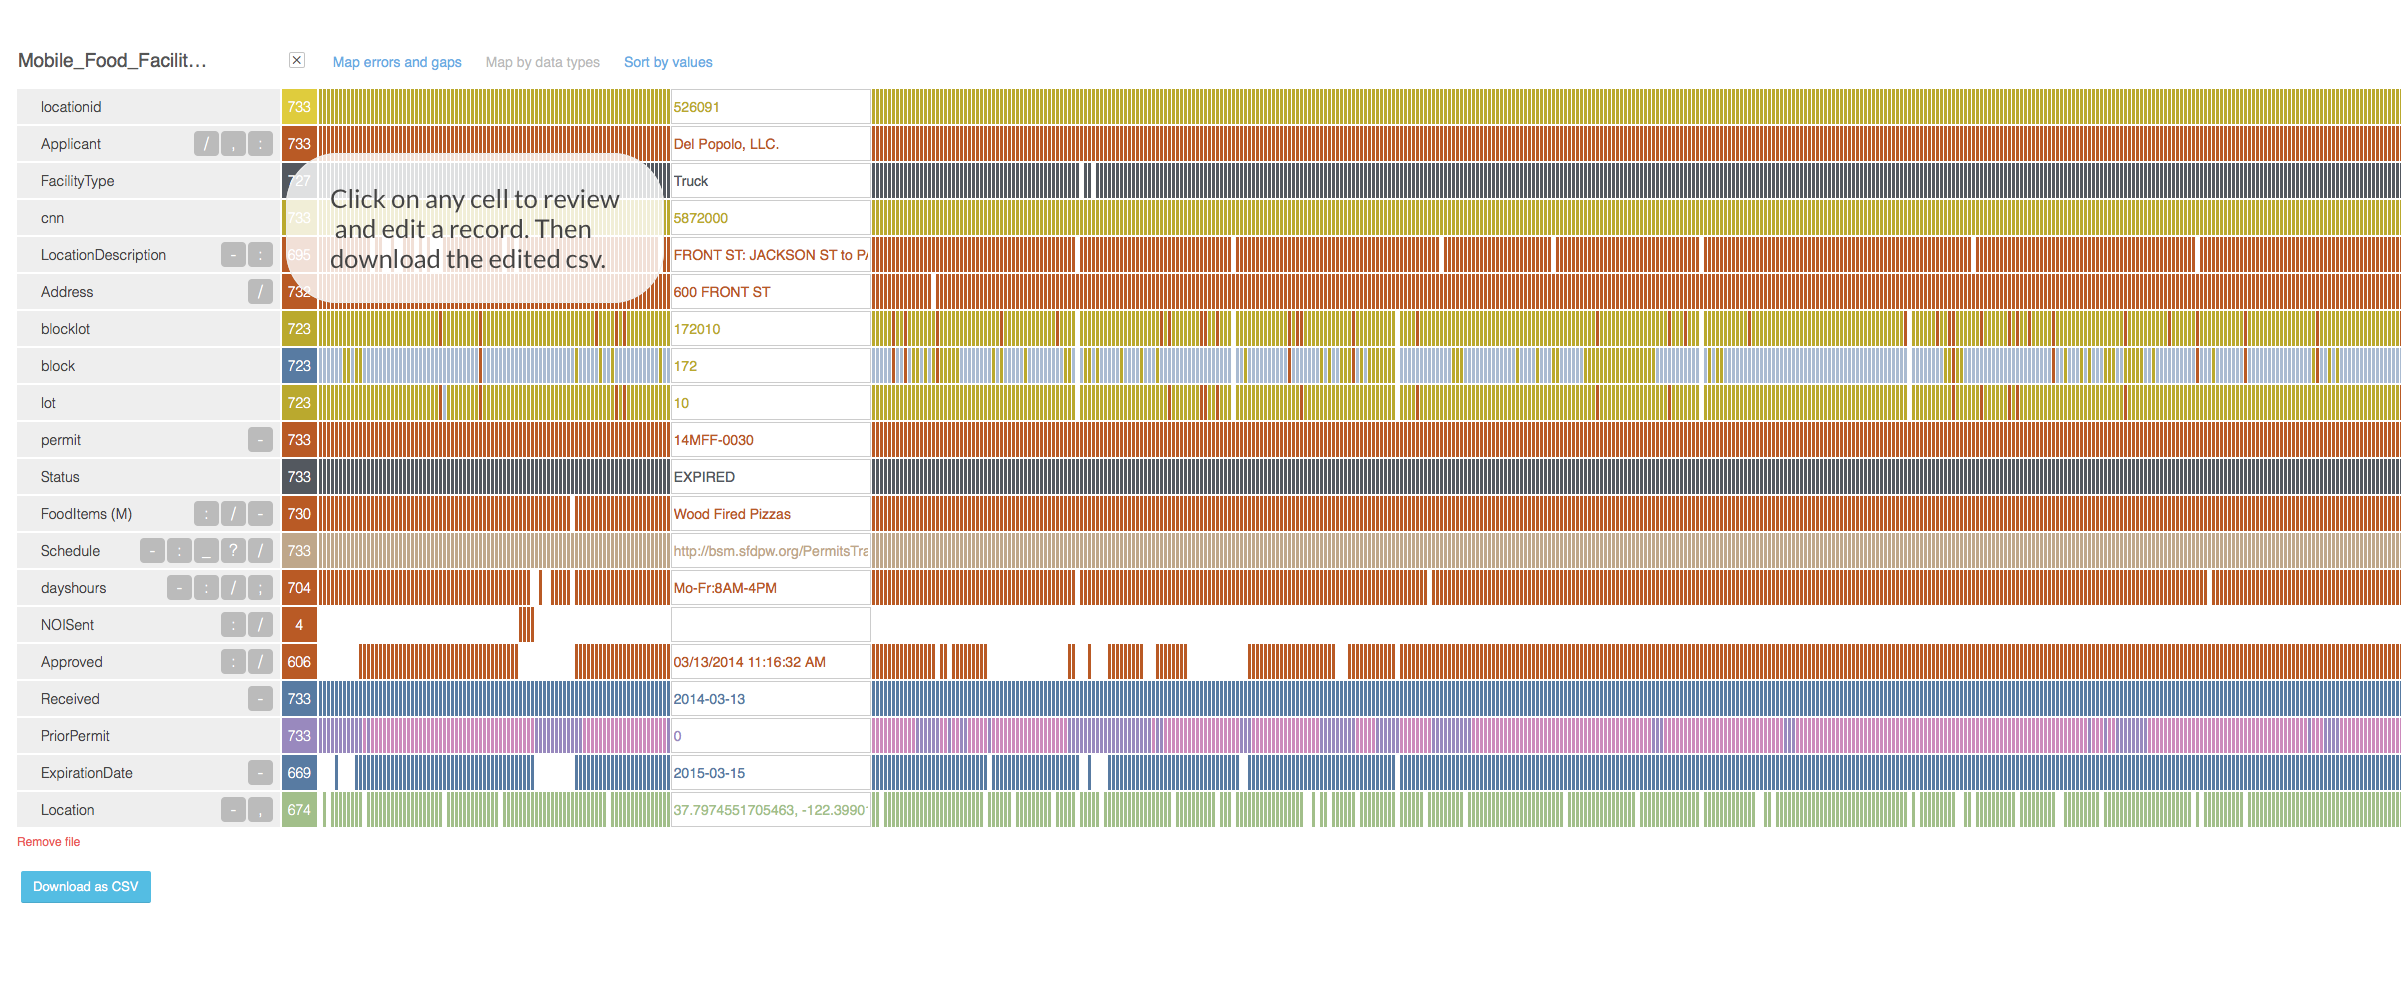 Mobile_Food_Facilit...
Map errors and gaps Map by data types Sort by values
locationid 733 526091
Applicant / , : 733 Del Popolo, LLC.
FacilityType 727 Truck
cnn 733 5872000
LocationDescription - : 695 FRONT ST: JACKSON ST to PA
Address / 732 600 FRONT ST
blocklot 723 172010
block 723 172
lot 723 10
permit - 733 14MFF-0030
Status 733 EXPIRED
FoodItems (M) : / - 730 Wood Fired Pizzas
Schedule - : _ ? / 733 http://bsm.sfdpw.org/PermitsTra
dayshours - : / ; 704 Mo-Fr:8AM-4PM
NOISent : / 4
Approved : / 606 03/13/2014 11:16:32 AM
Received - 733 2014-03-13
PriorPermit 733 0
ExpirationDate - 669 2015-03-15
Location - , 674 37.7974551705463, -122.39901
Click on any cell to review
and edit a record. Then
download the edited csv.
Remove file
Download as CSV